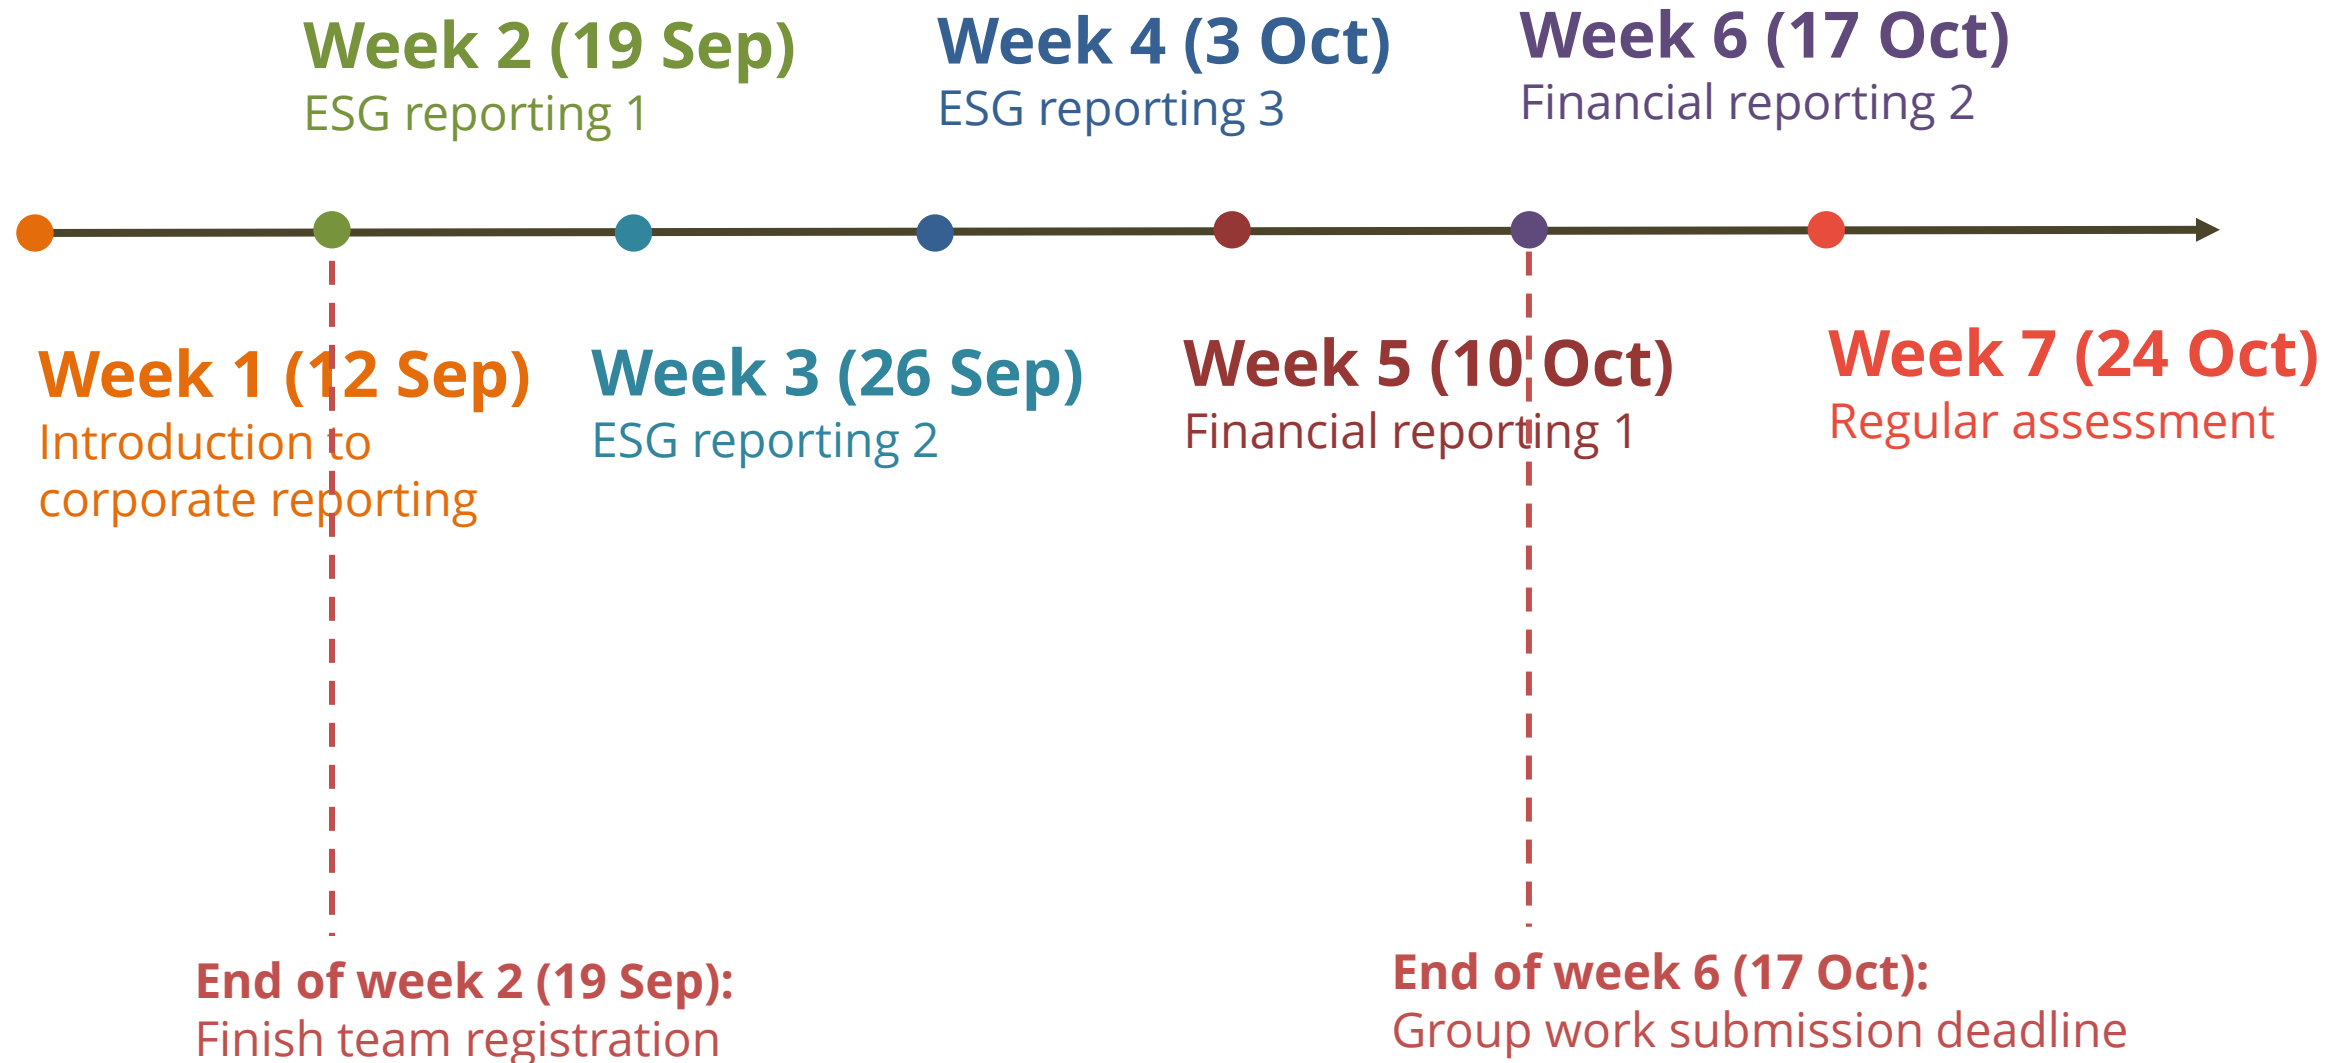 Week 2 (19 Sep)
ESG reporting 1
Week 4 (3 Oct)
ESG reporting 3
Week 6 (17 Oct)
Financial reporting 2
Week 1 (12 Sep)
Introduction to
corporate reporting
Week 3 (26 Sep)
ESG reporting 2
Week 5 (10 Oct)
Financial reporting 1
Week 7 (24 Oct)
Regular assessment
End of week 2 (19 Sep):
Finish team registration
End of week 6 (17 Oct):
Group work submission deadline